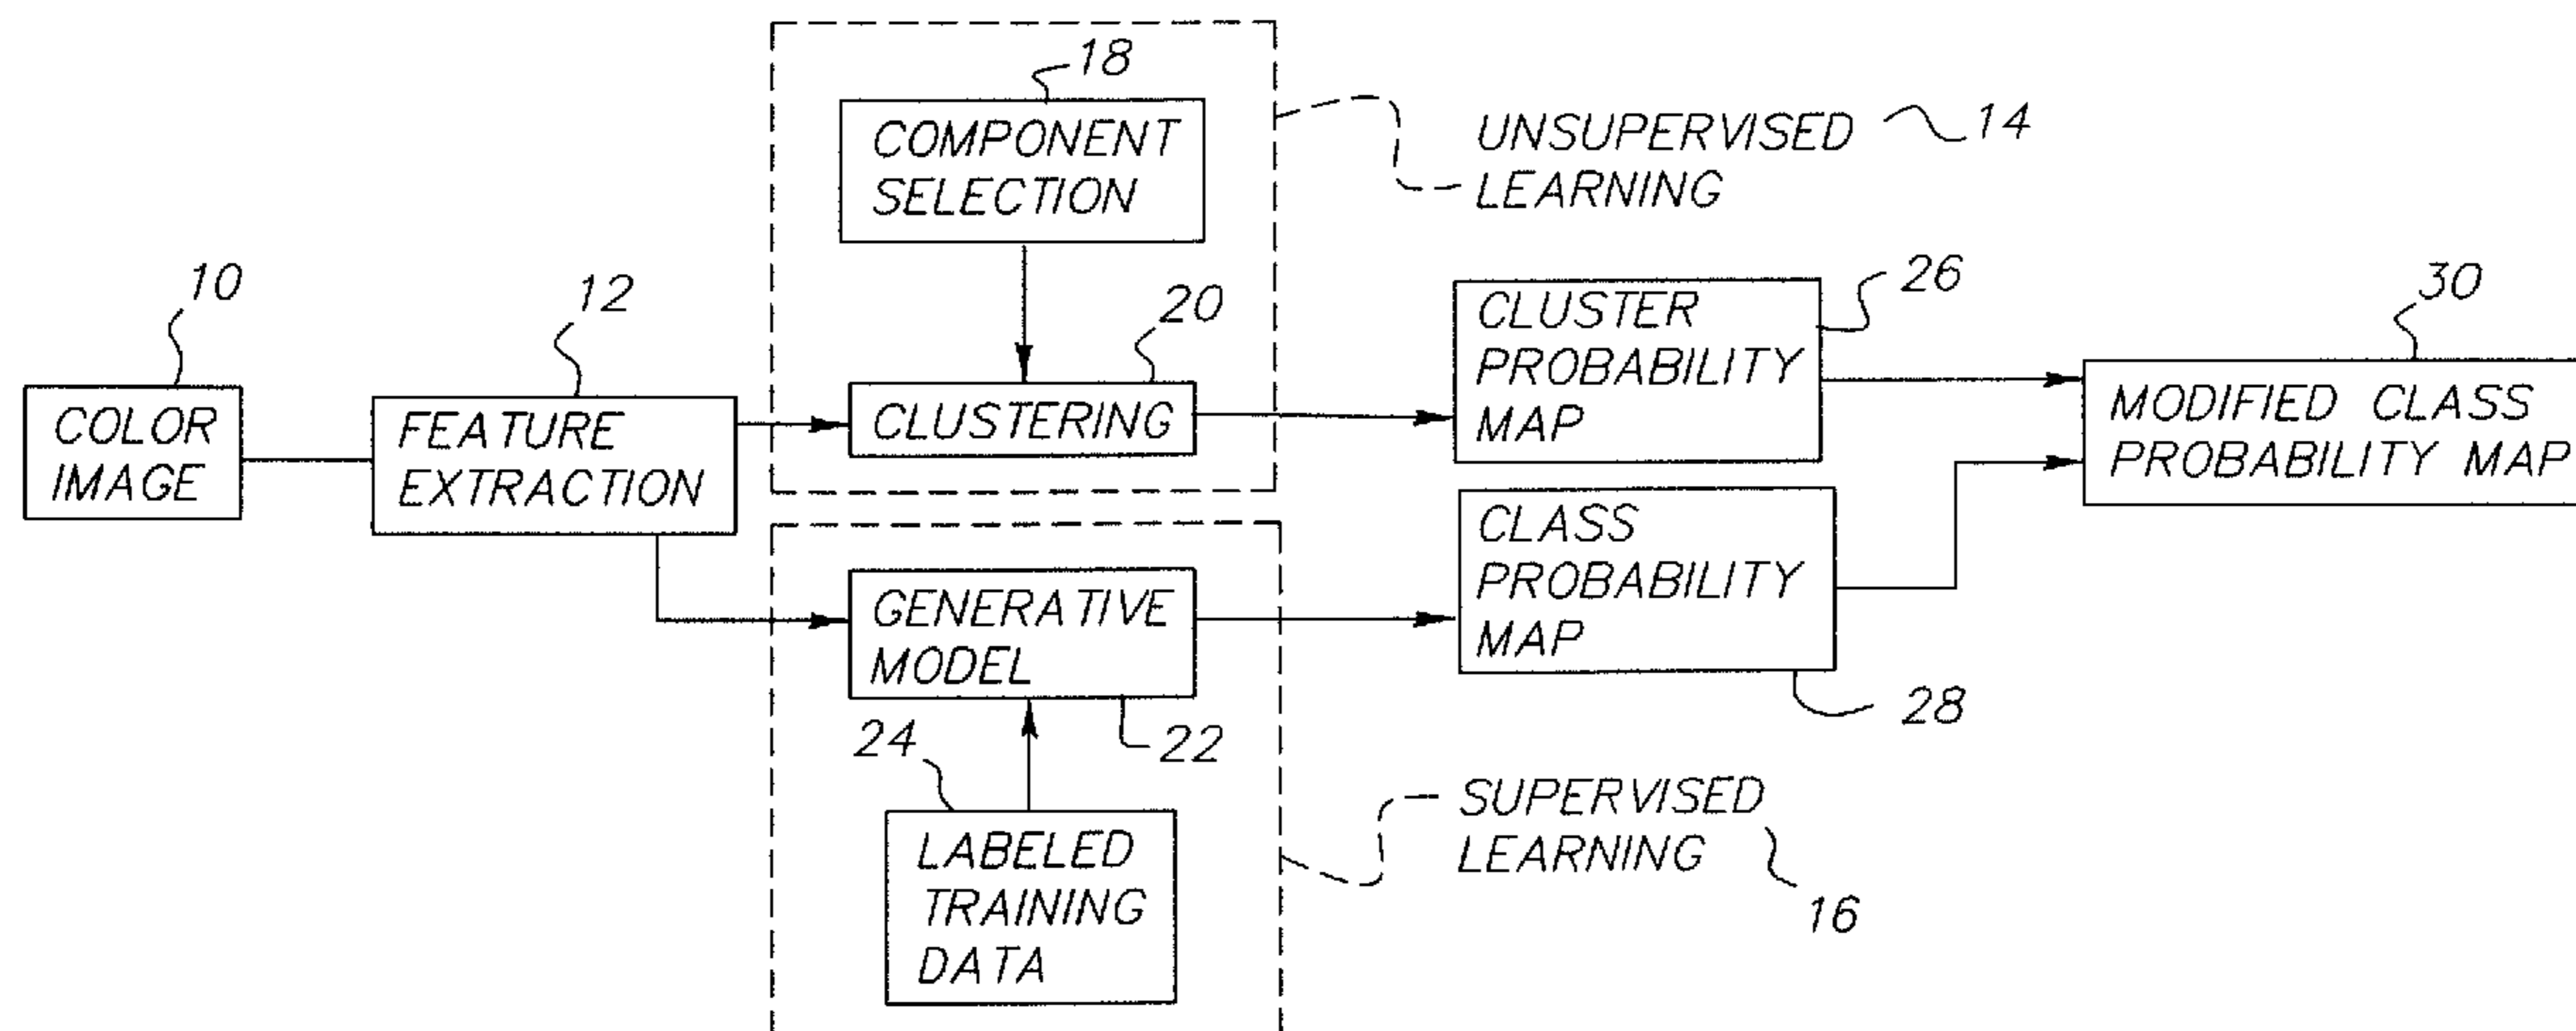 18
COMPONENT
SELECTION
UNSUPERVISED
LEARNING
14
10
COLOR
IMAGE
12
FEATURE
EXTRACTION
20
CLUSTERING
26
CLUSTER
PROBABILITY
MAP
30
MODIFIED CLASS
PROBABILITY MAP
GENERATIVE
MODEL
22
CLASS
PROBABILITY
MAP
28
24
LABELED
TRAINING
DATA
SUPERVISED
LEARNING
16